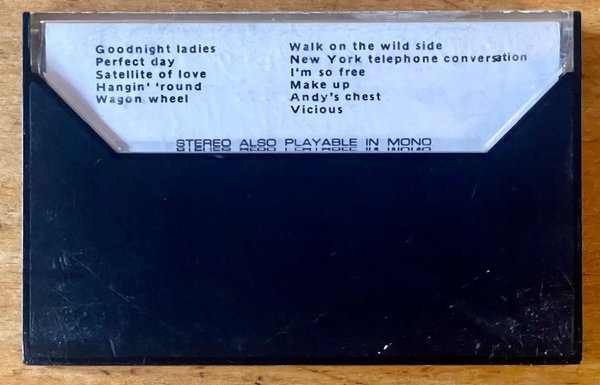 Goodnight ladies
Perfect day
Satellite of love
Hangin' 'round
Wagon wheel
Walk on the wild side
New York telephone conversation
I'm so free
Make up
Andy's chest
Vicious
STEREO ALSO PLAYABLE IN MONO